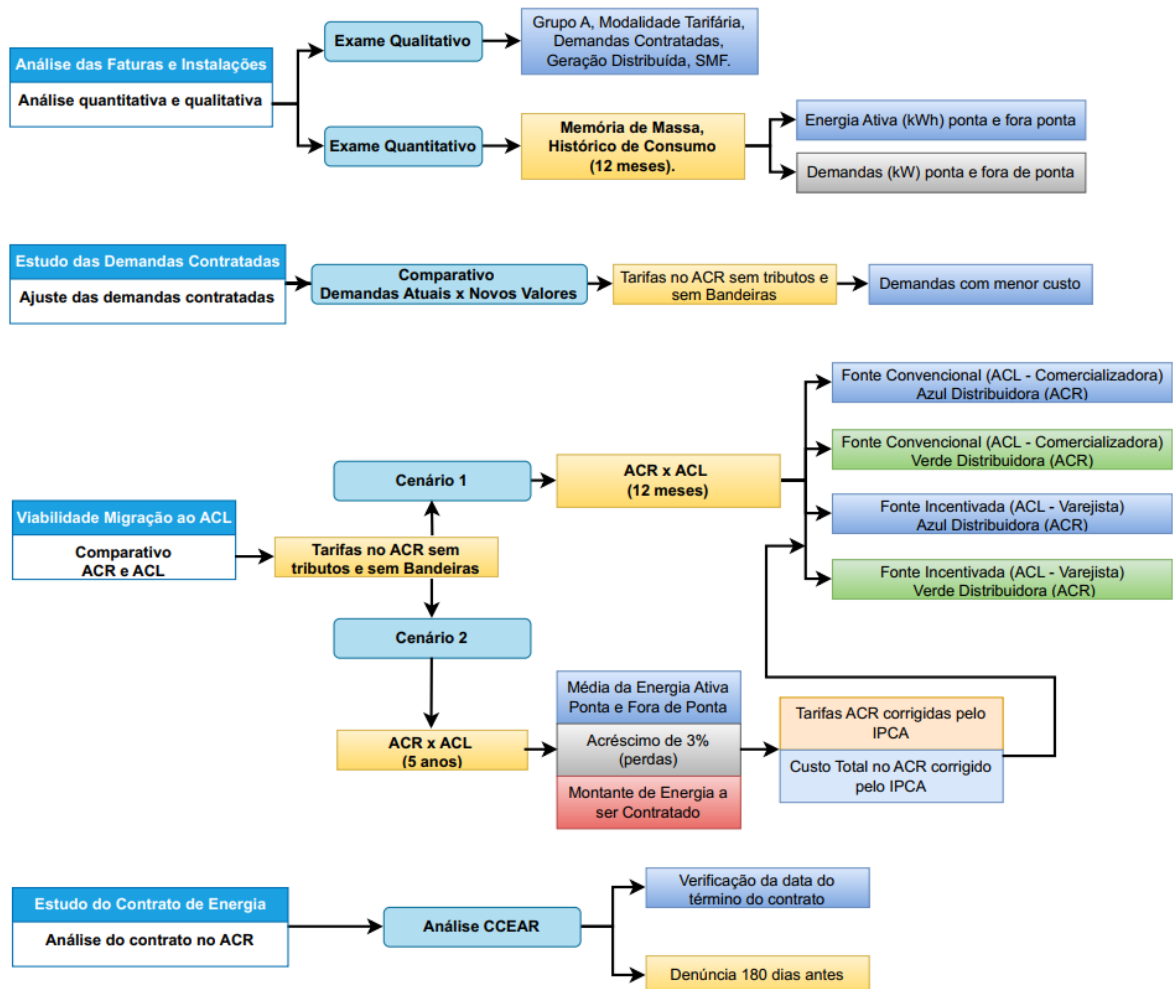 Análise das Faturas e Instalações
Análise quantitativa e qualitativa
Exame Qualitativo
Grupo A, Modalidade Tarifária,
Demandas Contratadas,
Geração Distribuída, SMF.
Exame Quantitativo
Memória de Massa,
Histórico de Consumo
(12 meses).
Energia Ativa (kWh) ponta e fora ponta
Demandas (kW) ponta e fora de ponta
Estudo das Demandas Contratadas
Ajuste das demandas contratadas
Comparativo
Demandas Atuais x Novos Valores
Tarifas no ACR sem tributos e
sem Bandeiras
Demandas com menor custo
Viabilidade Migração ao ACL
Comparativo
ACR e ACL
Tarifas no ACR sem
tributos e sem Bandeiras
Cenário 1
ACR x ACL
(12 meses)
Fonte Convencional (ACL - Comercializadora)
Azul Distribuidora (ACR)
Fonte Convencional (ACL - Comercializadora)
Verde Distribuidora (ACR)
Fonte Incentivada (ACL - Varejista)
Azul Distribuidora (ACR)
Fonte Incentivada (ACL - Varejista)
Verde Distribuidora (ACR)
Cenário 2
ACR x ACL
(5 anos)
Média da Energia Ativa
Ponta e Fora de Ponta
Acréscimo de 3%
(perdas)
Montante de Energia a
ser Contratado
Tarifas ACR corrigidas pelo
IPCA
Custo Total no ACR corrigido
pelo IPCA
Estudo do Contrato de Energia
Análise do contrato no ACR
Análise CCEAR
Verificação da data do
término do contrato
Denúncia 180 dias antes